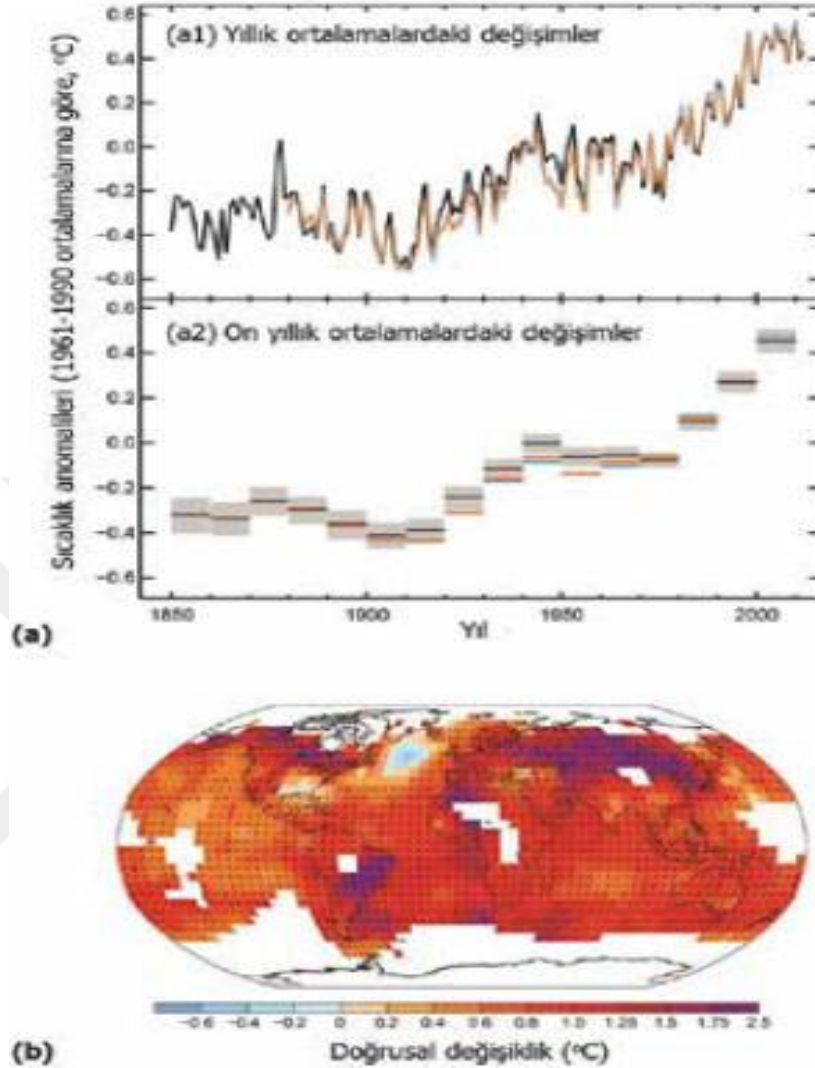 Sıcaklık anomalileri (1961-1990 ortalamalarına göre, ºC)
(a1) Yıllık ortalamalardaki değişimler
0.6
0.4
0.2
0.0
−0.2
−0.4
−0.6
(a2) On yıllık ortalamalardaki değişimler
0.6
0.4
0.2
0.0
−0.2
−0.4
−0.6
1850 1900 1950 2000
Yıl
(a)
−0.6 −0.4 −0.2 0 0.2 0.4 0.6 0.8 1.0 1.25 1.5 1.75 2.5
(b)
Doğrusal değişiklik (ºC)